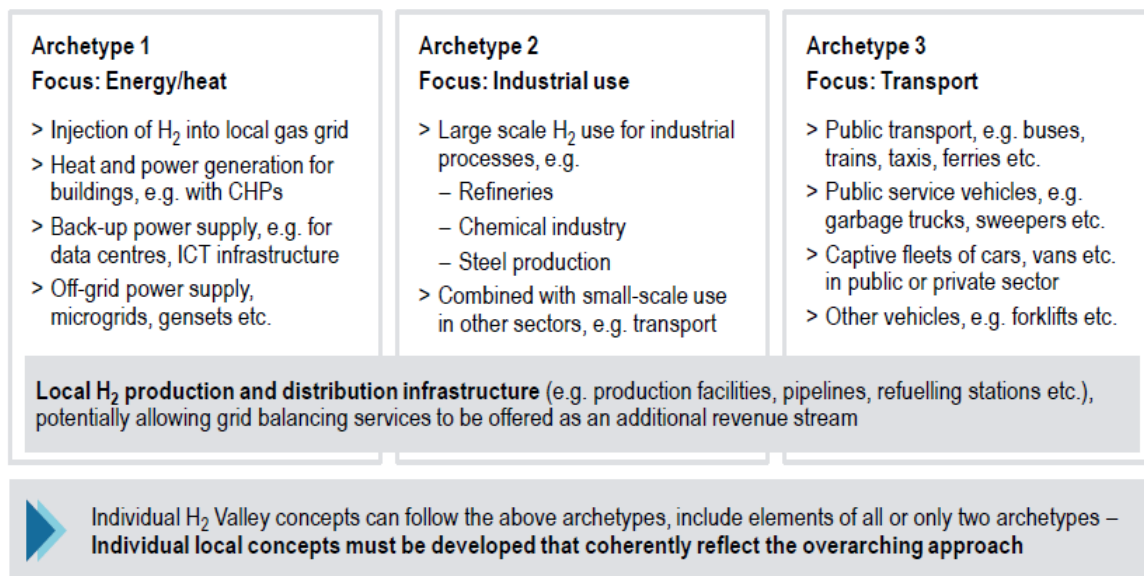 Archetype 1
Focus: Energy/heat
> Injection of H₂ into local gas grid
> Heat and power generation for
buildings, e.g. with CHPs
> Back-up power supply, e.g. for
data centres, ICT infrastructure
> Off-grid power supply,
microgrids, gensets etc.
Archetype 2
Focus: Industrial use
> Large scale H₂ use for industrial
processes, e.g.
– Refineries
– Chemical industry
– Steel production
> Combined with small-scale use
in other sectors, e.g. transport
Archetype 3
Focus: Transport
> Public transport, e.g. buses,
trains, taxis, ferries etc.
> Public service vehicles, e.g.
garbage trucks, sweepers etc.
> Captive fleets of cars, vans etc.
in public or private sector
> Other vehicles, e.g. forklifts etc.
Local H₂ production and distribution infrastructure (e.g. production facilities, pipelines, refuelling stations etc.),
potentially allowing grid balancing services to be offered as an additional revenue stream
Individual H₂ Valley concepts can follow the above archetypes, include elements of all or only two archetypes –
Individual local concepts must be developed that coherently reflect the overarching approach